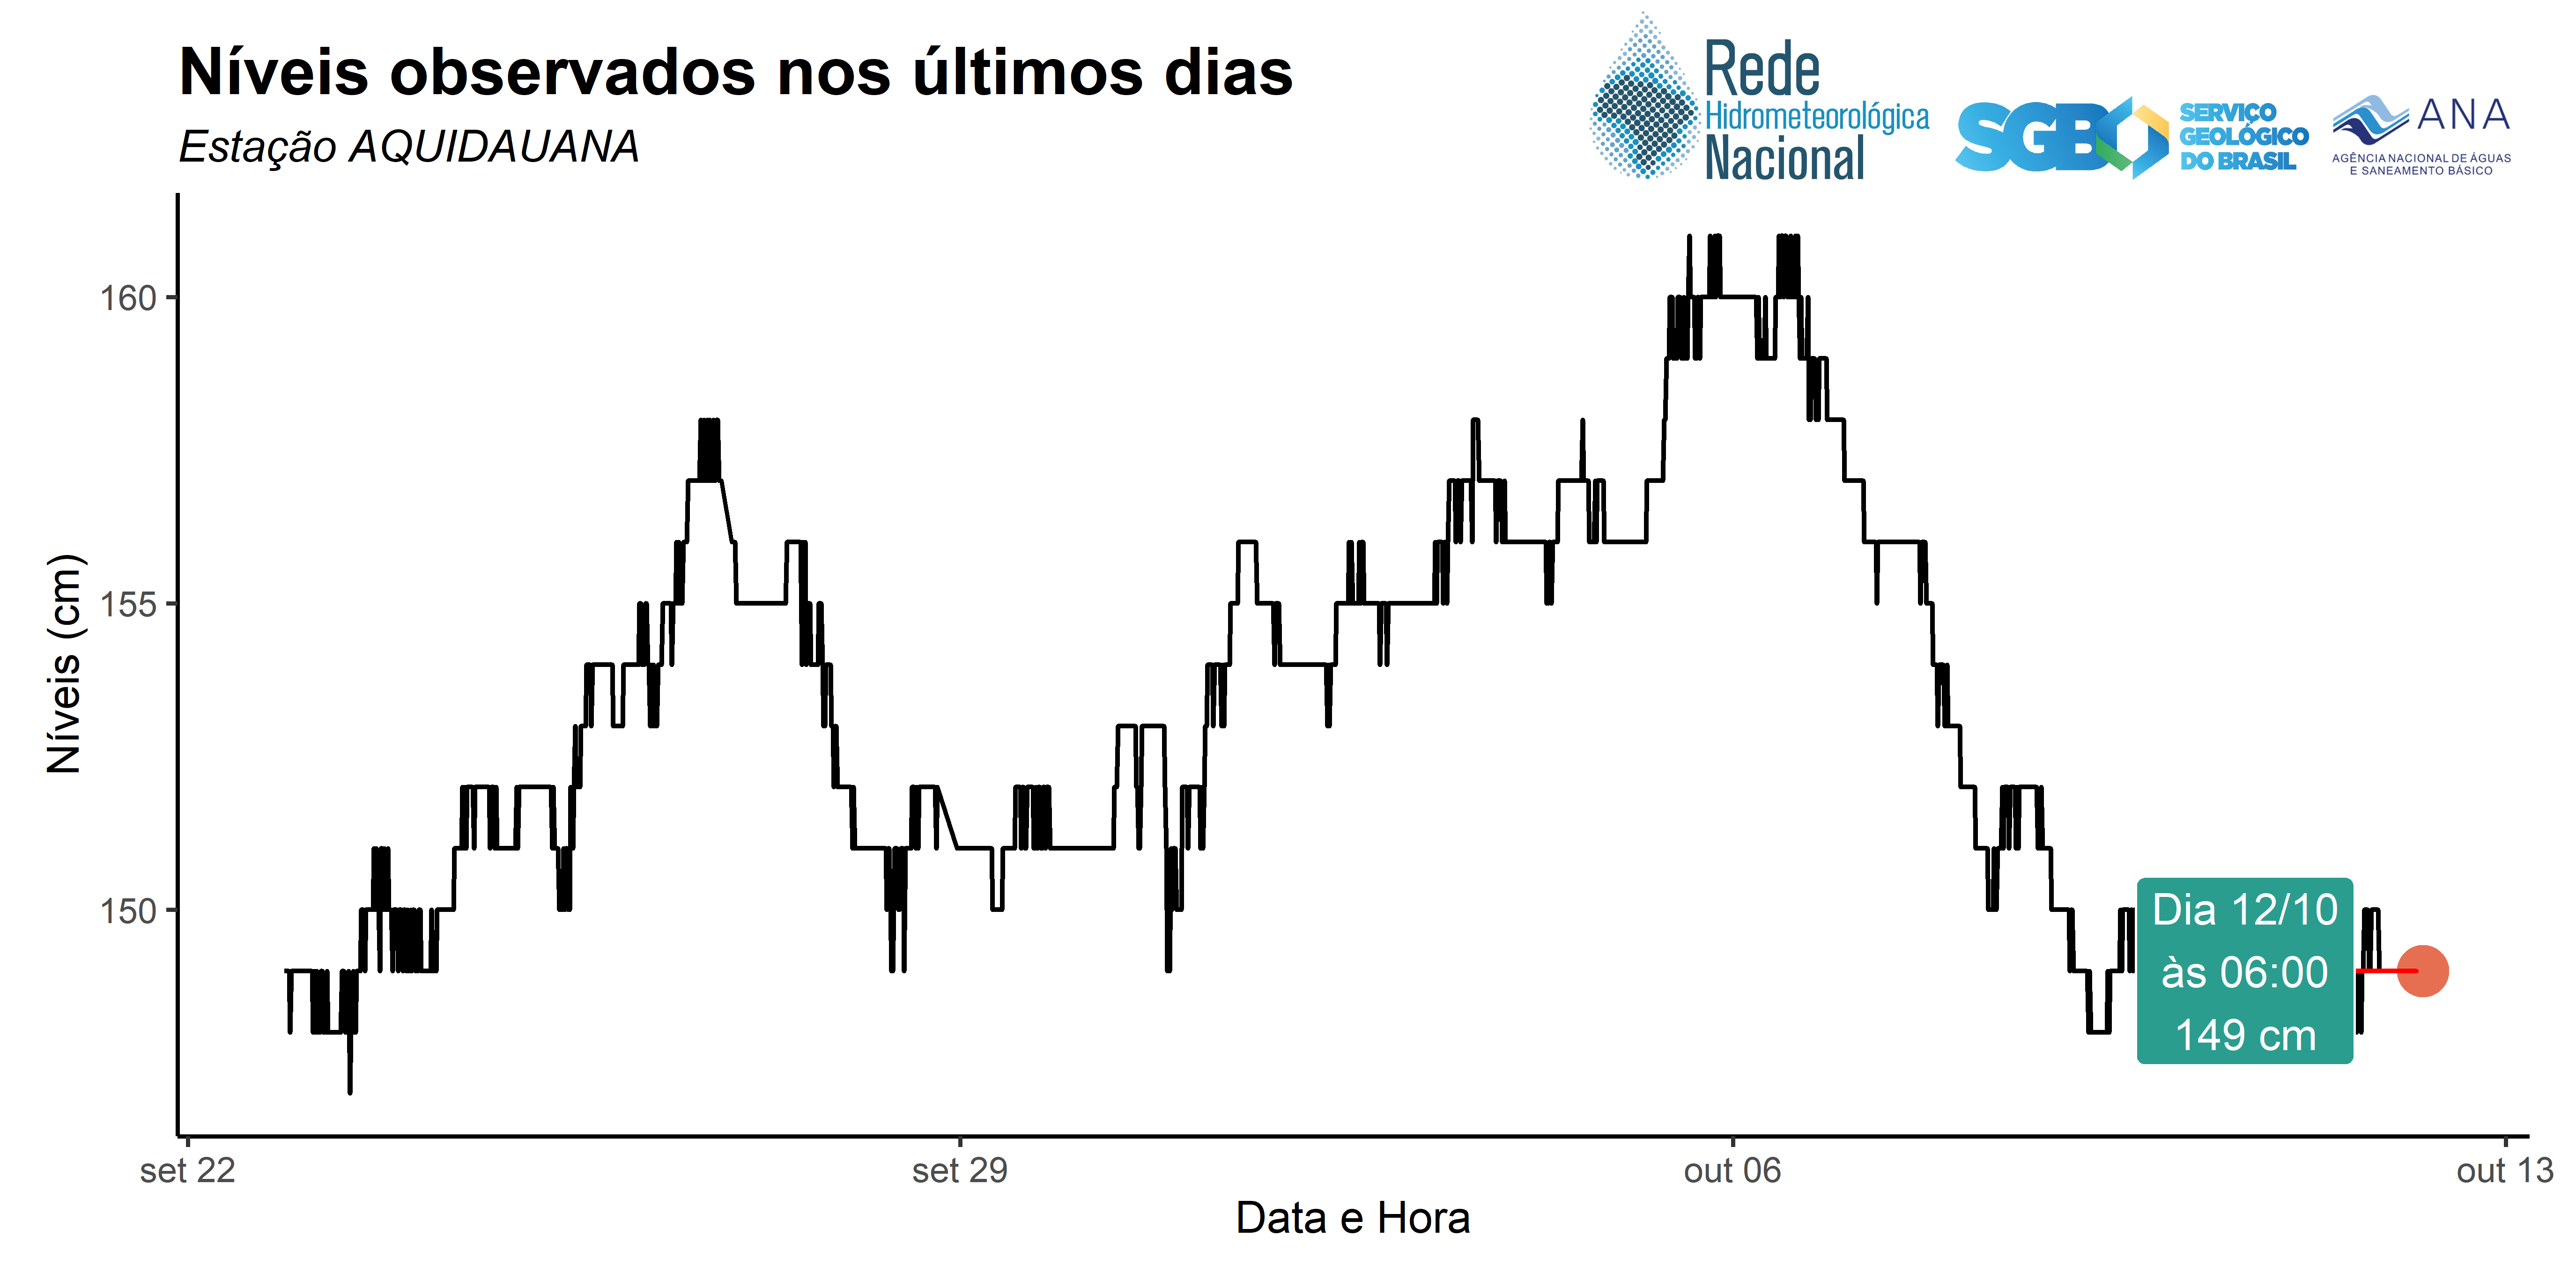 Níveis observados nos últimos dias
Estação AQUIDAUANA
Rede
Hidrometeorológica
Nacional
SGB
SERVIÇO
GEOLÓGICO
DO BRASIL
ANA
AGÊNCIA NACIONAL DE ÁGUAS
E SANEAMENTO BÁSICO
Níveis (cm)
160
155
150
Dia 12/10
às 06:00
149 cm
set 22
set 29
out 06
out 13
Data e Hora